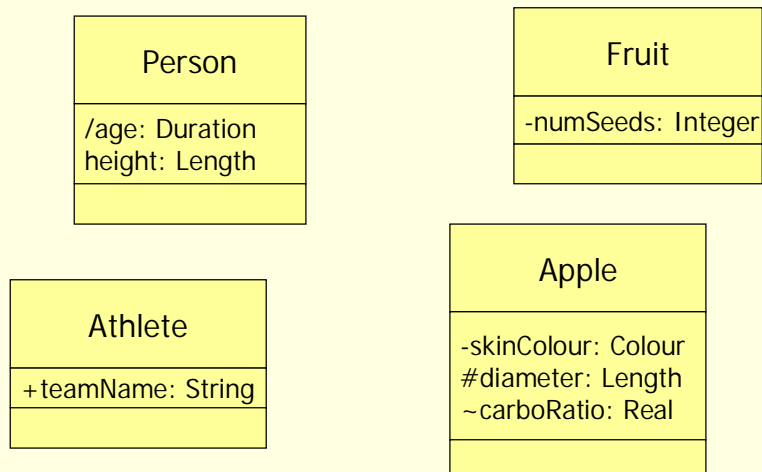 Person
/age: Duration
height: Length
Fruit
-numSeeds: Integer
Athlete
+teamName: String
Apple
-skinColour: Colour
#diameter: Length
~carboRatio: Real